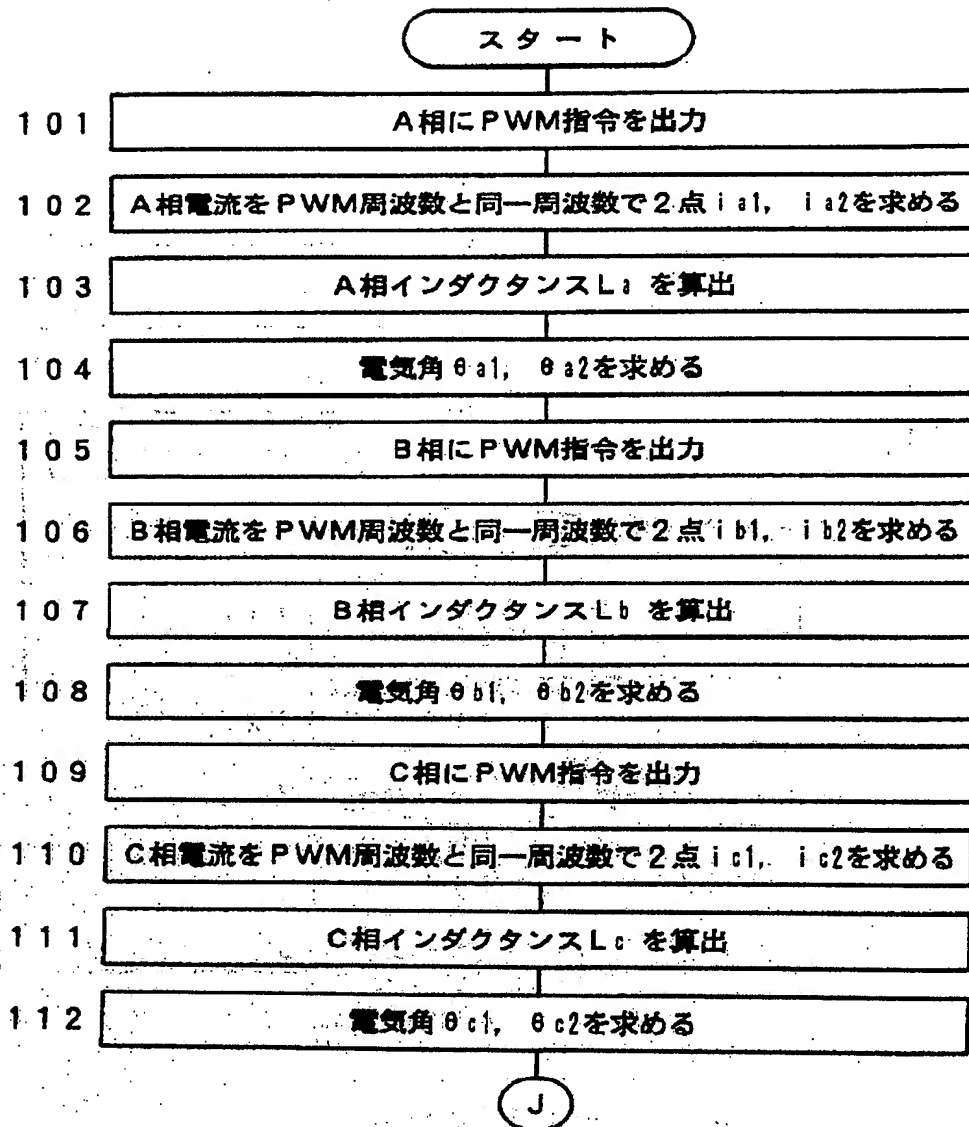 スタート
101 A相にPWM指令を出力
102 A相電流をPWM周波数と同一周波数で2点ia1, ia2を求める
103 A相インダクタンスLa を算出
104 電気角θa1, θa2を求める
105 B相にPWM指令を出力
106 B相電流をPWM周波数と同一周波数で2点ib1, ib2を求める
107 B相インダクタンスLb を算出
108 電気角θb1, θb2を求める
109 C相にPWM指令を出力
110 C相電流をPWM周波数と同一周波数で2点ic1, ic2を求める
111 C相インダクタンスLc を算出
112 電気角θc1, θc2を求める
J